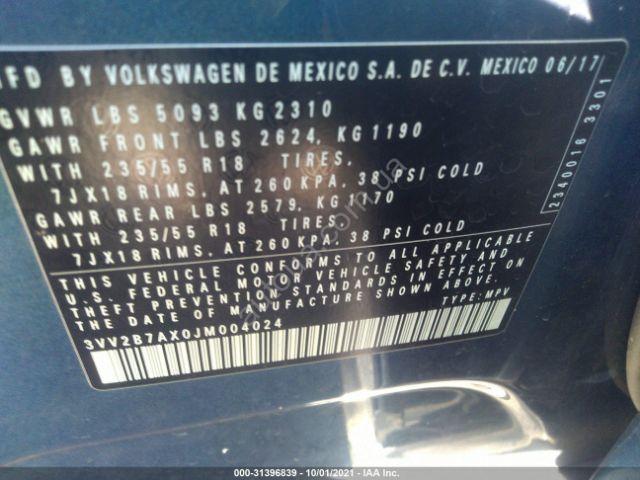 MFD BY VOLKSWAGEN DE MEXICO S.A. DE C.V. MEXICO 06/17
GVWR LBS 5093 KG 2310
GAWR FRONT LBS 2624, KG 1190
WITH 235/55 R18 TIRES,
7JX18 RIMS, AT 260 KPA, 38 PSI COLD
GAWR REAR LBS 2579, KG 1170
WITH 235/55 R18 TIRES,
7JX18 RIMS, AT 260 KPA, 38 PSI COLD
THIS VEHICLE CONFORMS TO ALL APPLICABLE
U.S. FEDERAL MOTOR VEHICLE SAFETY AND
THEFT PREVENTION STANDARDS IN EFFECT ON
THE DATE OF MANUFACTURE SHOWN ABOVE.
3VV2B7AX0JM004024 TYPE: MPV
2340016 3301
000-31396839 - 10/01/2021 - IAA Inc.